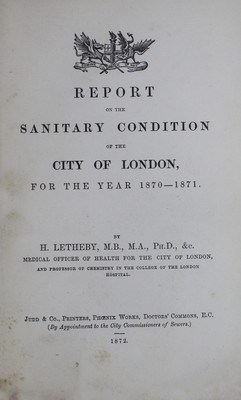 REPORT
ON THE
SANITARY CONDITION
OF THE
CITY OF LONDON,
FOR THE YEAR 1870—1871.
BY
H. LETHEBY, M.B., M.A., PH.D., &c.
MEDICAL OFFICER OF HEALTH FOR THE CITY OF LONDON,
AND PROFESSOR OF CHEMISTRY IN THE COLLEGE OF THE LONDON
HOSPITAL.
JUDD & CO., PRINTERS, PHŒNIX WORKS, DOCTORS' COMMONS, E.C.
(By Appointment to the City Commissioners of Sewers.)
1872.